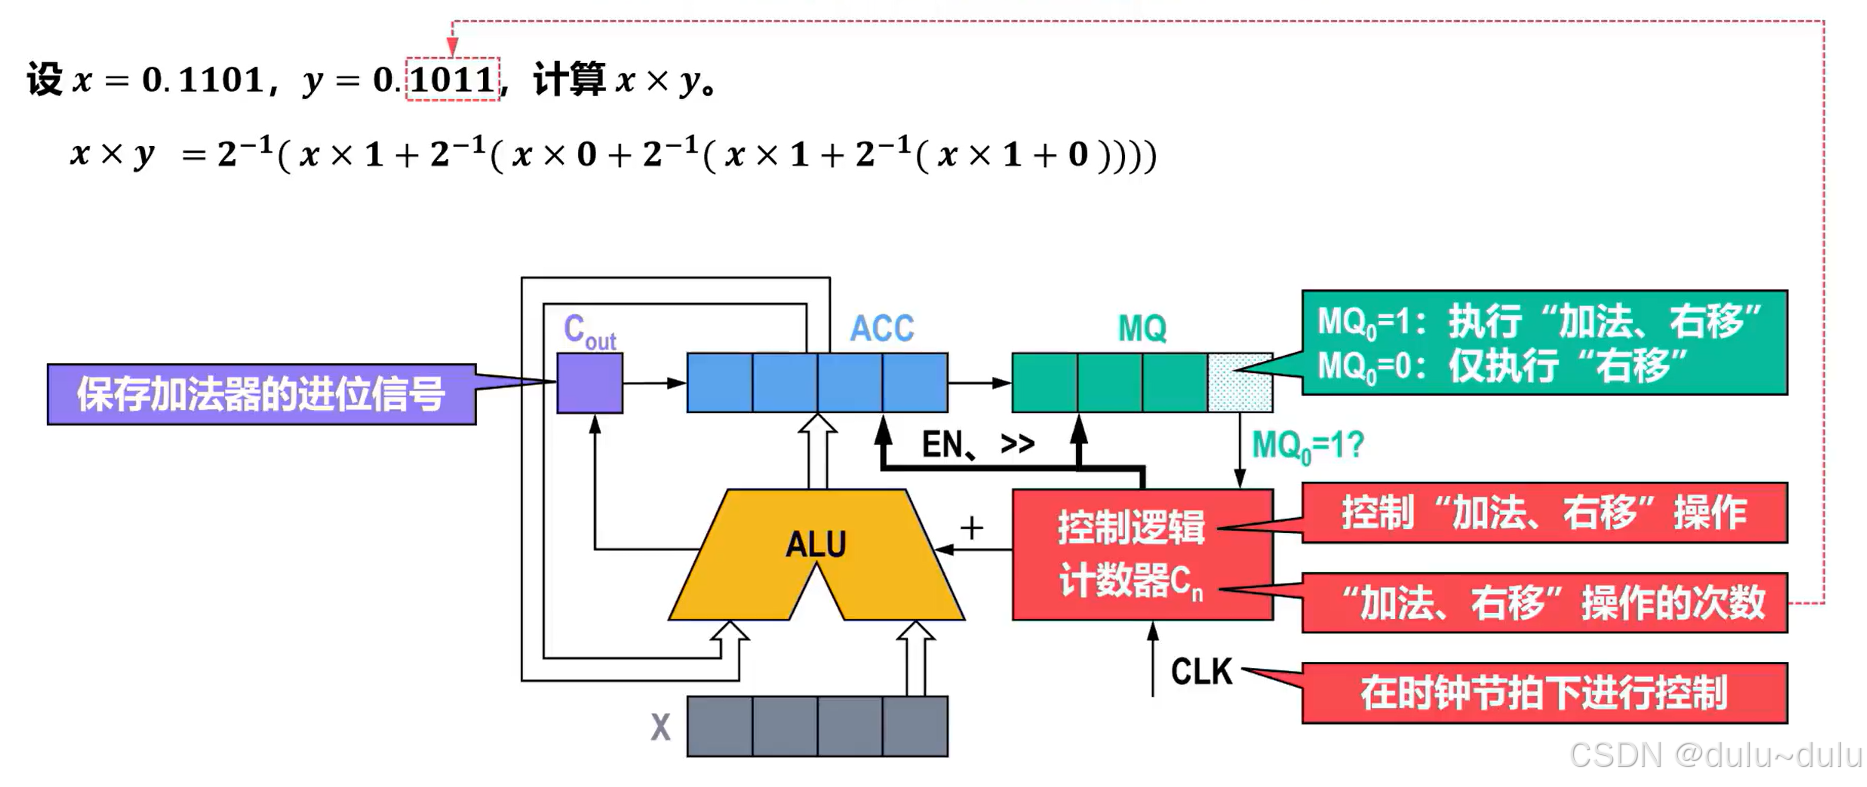 设 x = 0.1101，y = 0.1011，计算 x × y。
x × y = 2⁻¹( x × 1 + 2⁻¹( x × 0 + 2⁻¹( x × 1 + 2⁻¹( x × 1 + 0 ))))
Cout
ACC
MQ
MQ₀=1：执行“加法、右移”
MQ₀=0：仅执行“右移”
保存加法器的进位信号
EN、>>
MQ₀=1?
ALU
+
控制逻辑
计数器Cn
控制“加法、右移”操作
“加法、右移”操作的次数
CLK
在时钟节拍下进行控制
X
CSDN @dulu~dulu